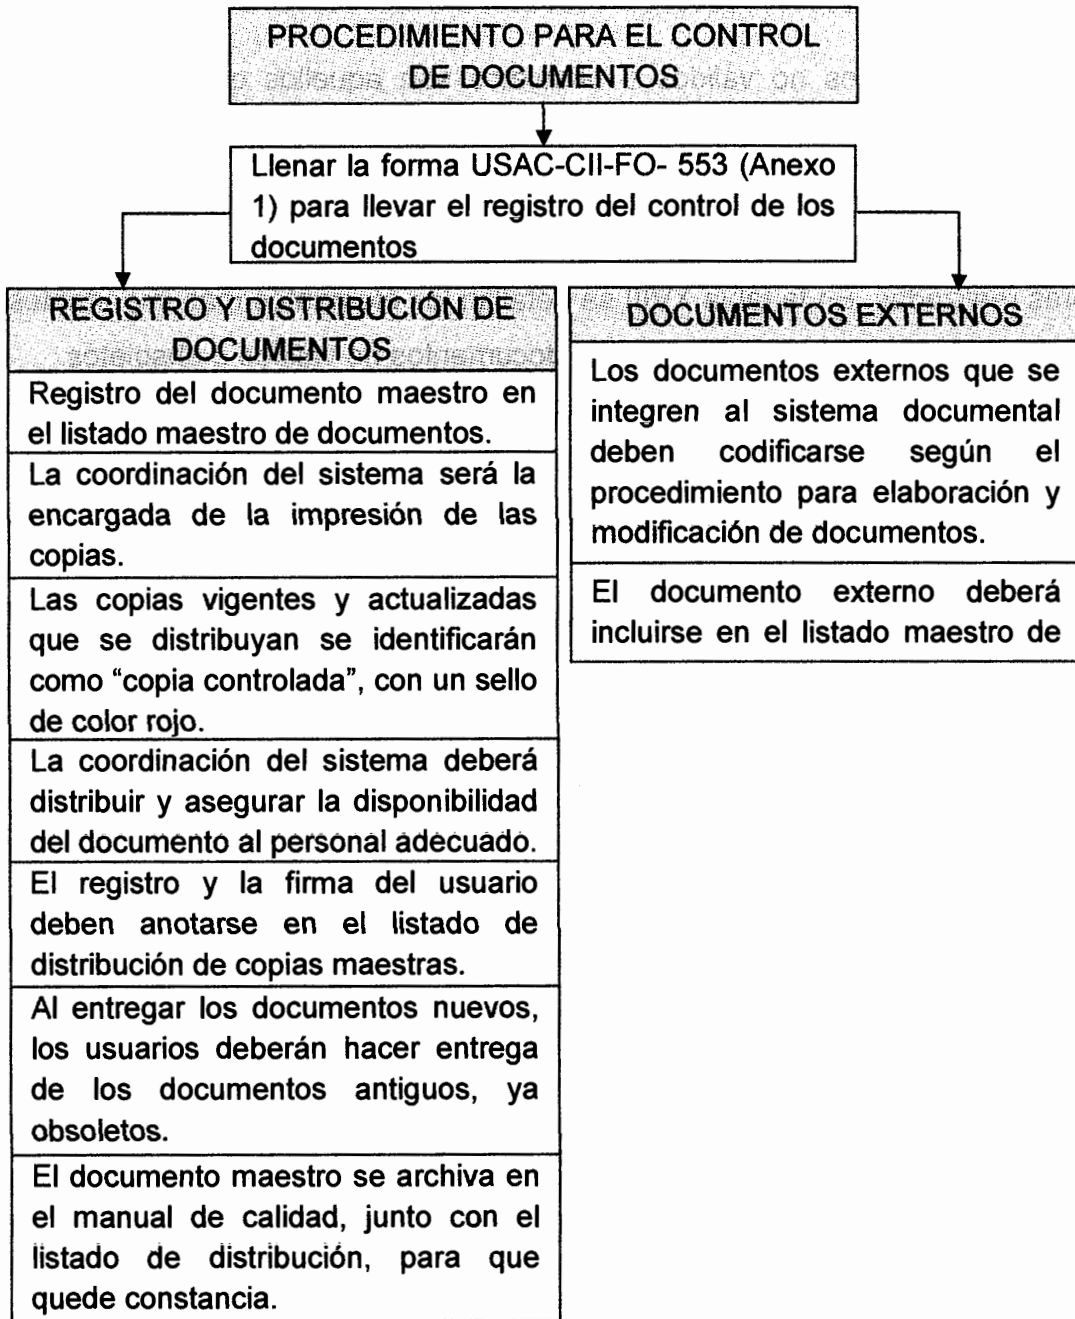 PROCEDIMIENTO PARA EL CONTROL
DE DOCUMENTOS
Llenar la forma USAC-CII-FO- 553 (Anexo
1) para llevar el registro del control de los
documentos
REGISTRO Y DISTRIBUCIÓN DE
DOCUMENTOS
Registro del documento maestro en
el listado maestro de documentos.
La coordinación del sistema será la
encargada de la impresión de las
copias.
Las copias vigentes y actualizadas
que se distribuyan se identificarán
como “copia controlada”, con un sello
de color rojo.
La coordinación del sistema deberá
distribuir y asegurar la disponibilidad
del documento al personal adecuado.
El registro y la firma del usuario
deben anotarse en el listado de
distribución de copias maestras.
Al entregar los documentos nuevos,
los usuarios deberán hacer entrega
de los documentos antiguos, ya
obsoletos.
El documento maestro se archiva en
el manual de calidad, junto con el
listado de distribución, para que
quede constancia.
DOCUMENTOS EXTERNOS
Los documentos externos que se
integren al sistema documental
deben codificarse según el
procedimiento para elaboración y
modificación de documentos.
El documento externo deberá
incluirse en el listado maestro de